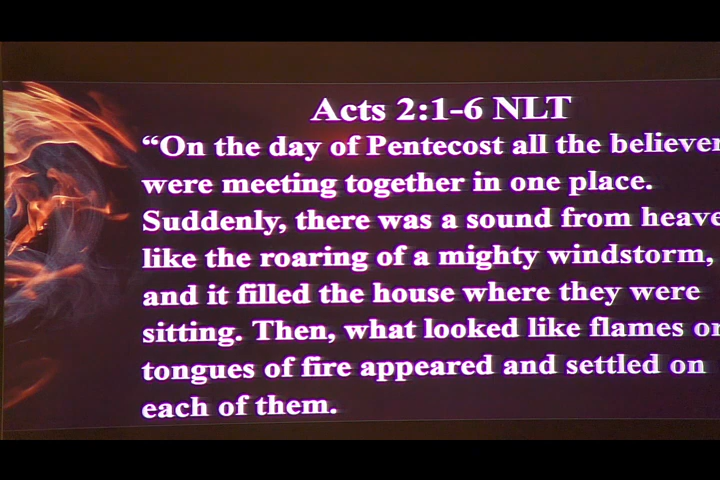 Acts 2:1-6 NLT
“On the day of Pentecost all the believer
were meeting together in one place.
Suddenly, there was a sound from heave
like the roaring of a mighty windstorm,
and it filled the house where they were
sitting. Then, what looked like flames or
tongues of fire appeared and settled on
each of them.